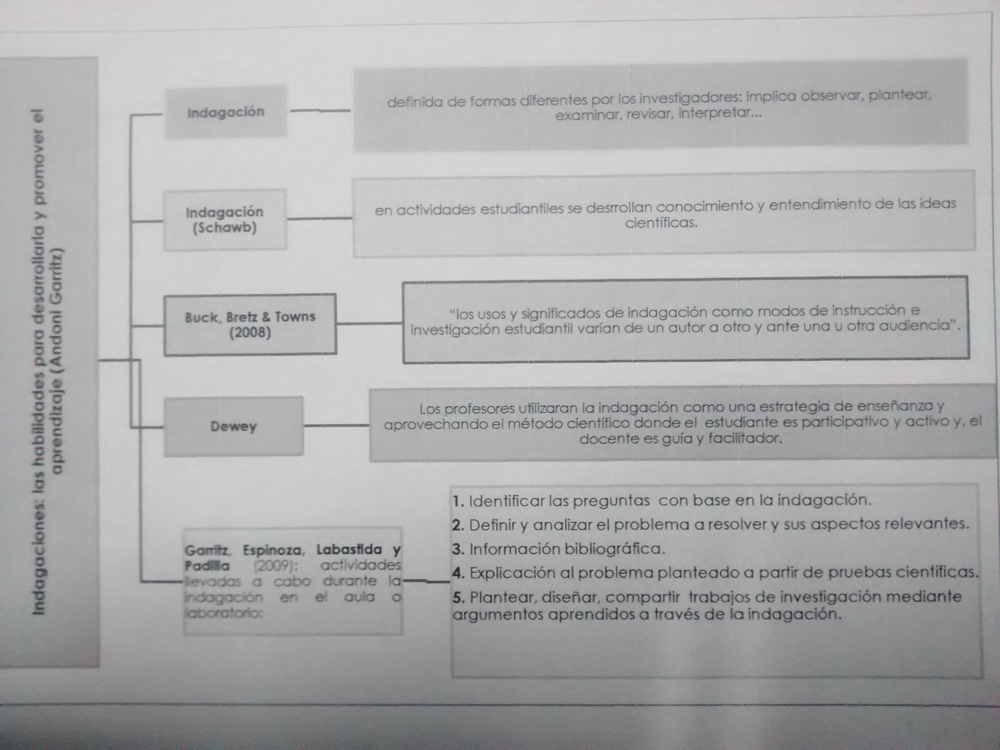 Indagaciones: las habilidades para desarrollarla y promover el
aprendizaje (Andoni Garritz)
Indagación
definida de formas diferentes por los investigadores: implica observar, plantear,
examinar, revisar, interpretar...
Indagación
(Schawb)
en actividades estudiantiles se desrrollan conocimiento y entendimiento de las ideas
científicas.
Buck, Bretz & Towns
(2008)
"los usos y significados de indagación como modos de instrucción e
investigación estudiantil varían de un autor a otro y ante una u otra audiencia".
Dewey
Los profesores utilizaran la indagación como una estrategia de enseñanza y
aprovechando el método científico donde el estudiante es participativo y activo y, el
docente es guía y facilitador.
Garritz, Espinoza, Labastida y
Padilla (2009): actividades
llevadas a cabo durante la
indagación en el aula o
laboratorio:
1. Identificar las preguntas con base en la indagación.
2. Definir y analizar el problema a resolver y sus aspectos relevantes.
3. Información bibliográfica.
4. Explicación al problema planteado a partir de pruebas científicas.
5. Plantear, diseñar, compartir trabajos de investigación mediante
argumentos aprendidos a través de la indagación.